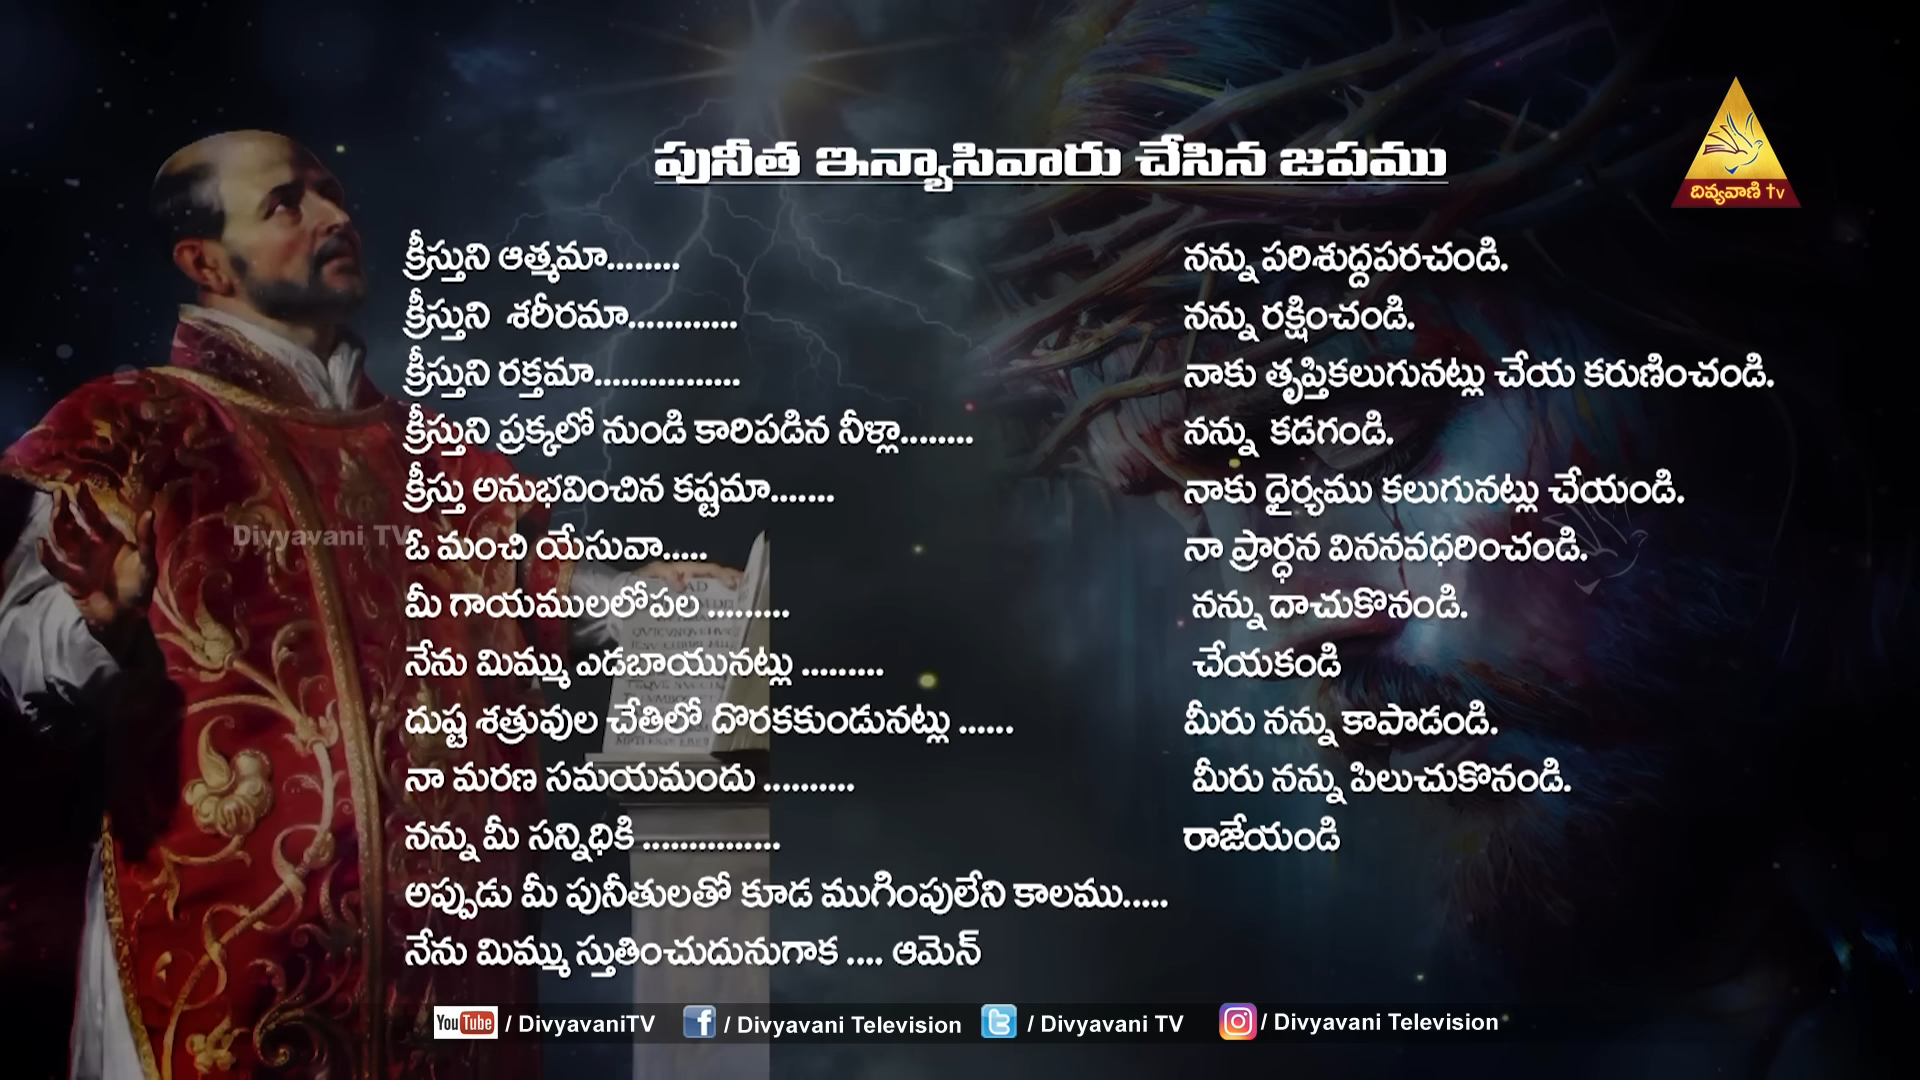 పునీత ఇన్యాసివారు చేసిన జపము
దివ్యవాణి tv
క్రీస్తుని ఆత్మమా........ నన్ను పరిశుద్దపరచండి.
క్రీస్తుని శరీరమా............ నన్ను రక్షించండి.
క్రీస్తుని రక్తమా................ నాకు తృప్తికలుగునట్లు చేయ కరుణించండి.
క్రీస్తుని ప్రక్కలో నుండి కారిపడిన నీళ్లా........ నన్ను కడగండి.
క్రీస్తు అనుభవించిన కష్టమా....... నాకు ధైర్యము కలుగునట్లు చేయండి.
Divyavani TV
ఓ మంచి యేసువా..... నా ప్రార్ధన విననవధరించండి.
మీ గాయములలోపల ......... నన్ను దాచుకొనండి.
నేను మిమ్ము ఎడబాయునట్లు ......... చేయకండి
దుష్ట శత్రువుల చేతిలో దొరకకుండునట్లు ...... మీరు నన్ను కాపాడండి.
నా మరణ సమయమందు .......... మీరు నన్ను పిలుచుకొనండి.
నన్ను మీ సన్నిధికి ............... రాజేయండి
అప్పుడు మీ పునీతులతో కూడ ముగింపులేని కాలము.....
నేను మిమ్ము స్తుతించుదునుగాక .... ఆమెన్
YouTube / DivyavaniTV f / Divyavani Television / Divyavani TV / Divyavani Television